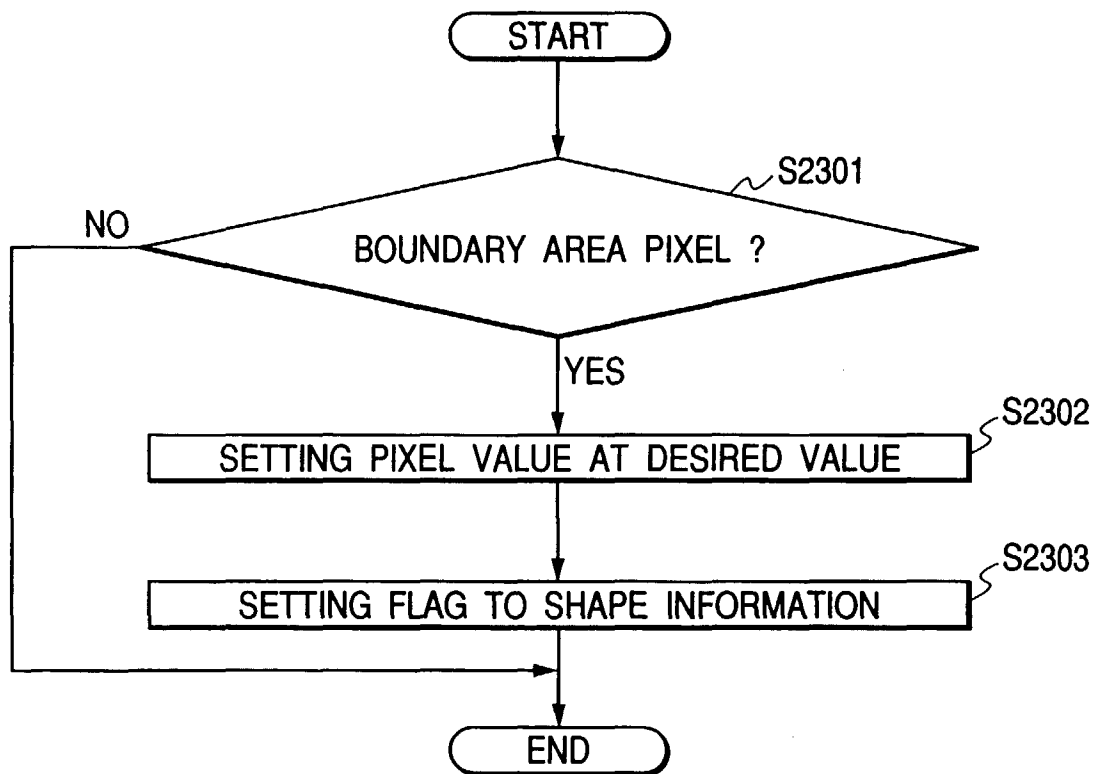 START
S2301
NO
BOUNDARY AREA PIXEL ?
YES
S2302
SETTING PIXEL VALUE AT DESIRED VALUE
S2303
SETTING FLAG TO SHAPE INFORMATION
END